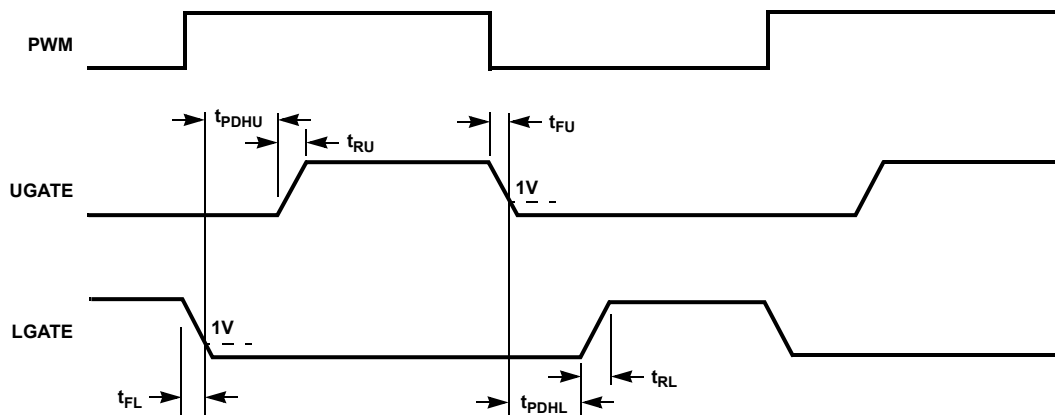 PWM
tPDHU
tFU
tRU
UGATE
1V
LGATE
1V
tRL
tFL
tPDHL